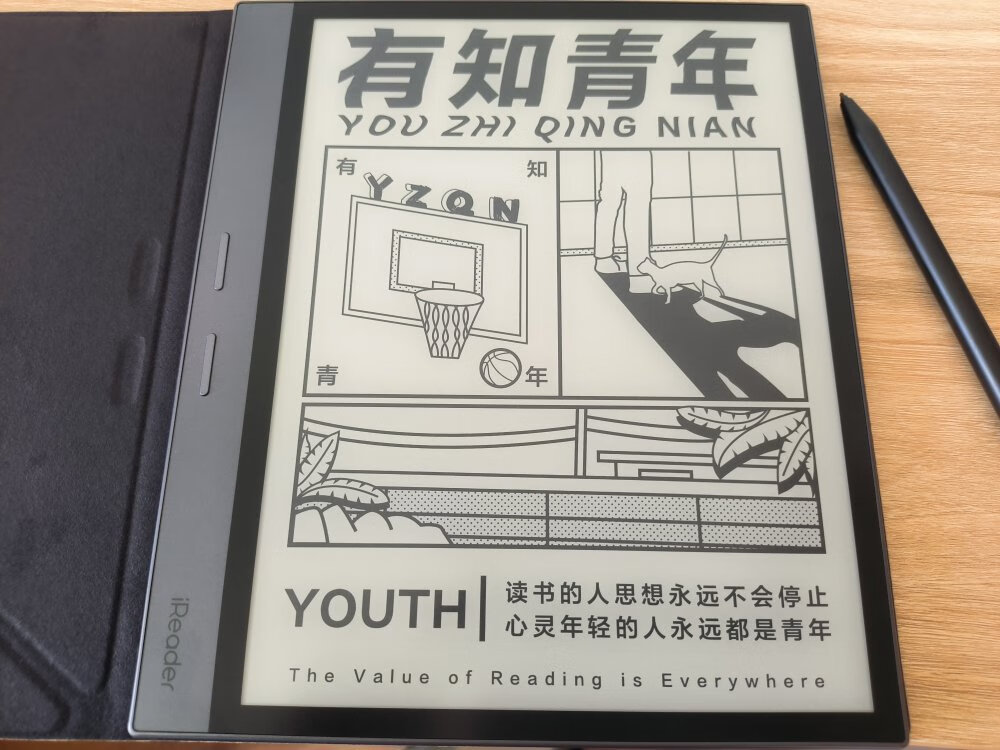 有知青年
YOU ZHI QING NIAN
有 知
YZQN
青 年
YOUTH
读书的人思想永远不会停止
心灵年轻的人永远都是青年
The Value of Reading is Everywhere
iReader